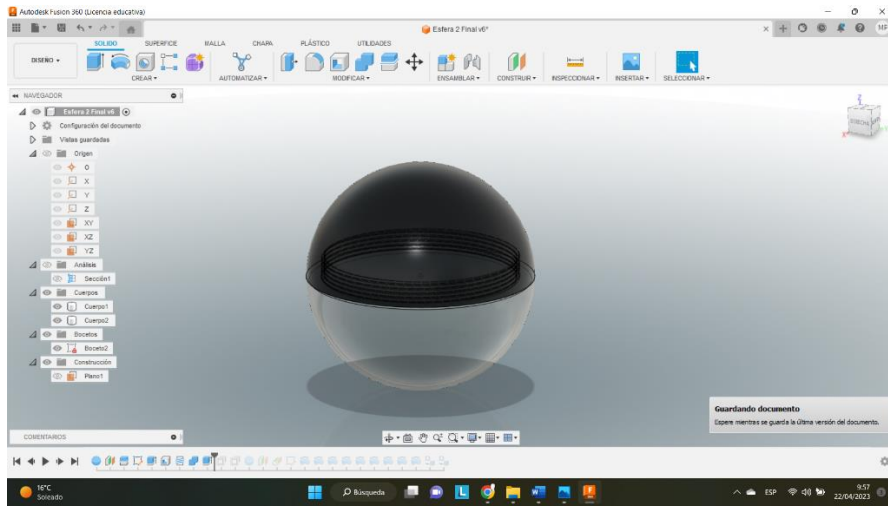 Autodesk Fusion 360 (Licencia educativa)
Esfera 2 Final v6*
MP
SOLIDO SUPERFICIE MALLA CHAPA PLÁSTICO UTILIDADES
DISEÑO
CREAR AUTOMATIZAR MODIFICAR ENSAMBLAR CONSTRUIR INSPECCIONAR INSERTAR SELECCIONAR
NAVEGADOR
Esfera 2 Final v6
Configuración del documento
Vistas guardadas
Origen
O
X
Y
Z
XY
XZ
YZ
Análisis
Sección1
Cuerpos
Cuerpo1
Cuerpo2
Bocetos
Boceto2
Construcción
Plano1
Z
Guardando documento
Espere mientras se guarda la última versión del documento.
COMENTARIOS
16°C
Soleado
Búsqueda
ESP
9:57
22/04/2023